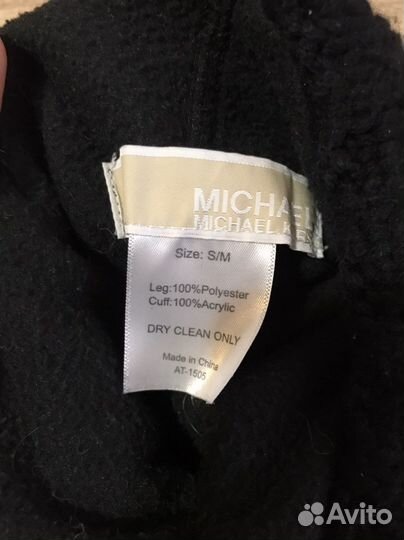 MICHAEL
MICHAEL
Size: S/M
Leg:100%Polyester
Cuff:100%Acrylic
DRY CLEAN ONLY
Made in China
AT-1505
Avito